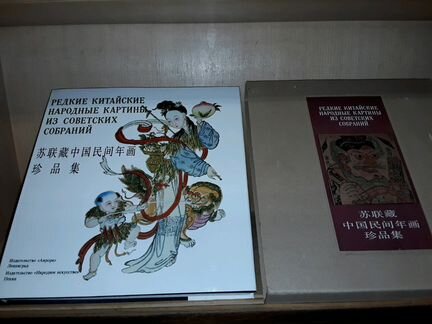 РЕДКИЕ КИТАЙСКИЕ
НАРОДНЫЕ КАРТИНЫ
ИЗ СОВЕТСКИХ
СОБРАНИЙ
苏联藏中国民间年画
珍品集
Издательство «Аврора»
Ленинград
Издательство «Народное искусство»
Пекин
РЕДКИЕ КИТАЙСКИЕ
НАРОДНЫЕ КАРТИНЫ
ИЗ СОВЕТСКИХ
СОБРАНИЙ
苏联藏
中国民间年画
珍品集